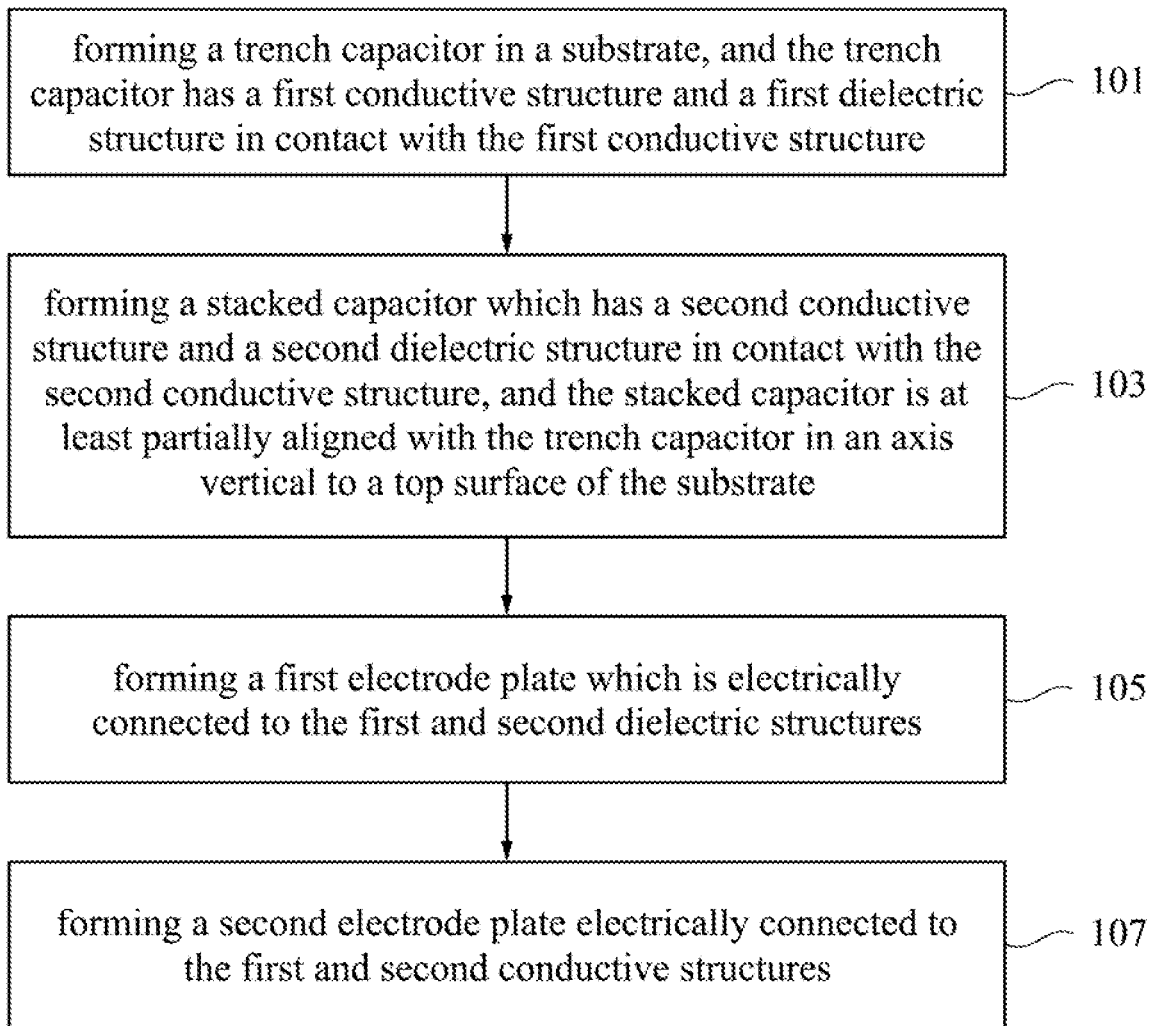 forming a trench capacitor in a substrate, and the trench
capacitor has a first conductive structure and a first dielectric
structure in contact with the first conductive structure
101
forming a stacked capacitor which has a second conductive
structure and a second dielectric structure in contact with the
second conductive structure, and the stacked capacitor is at
least partially aligned with the trench capacitor in an axis
vertical to a top surface of the substrate
103
forming a first electrode plate which is electrically
connected to the first and second dielectric structures
105
forming a second electrode plate electrically connected to
the first and second conductive structures
107